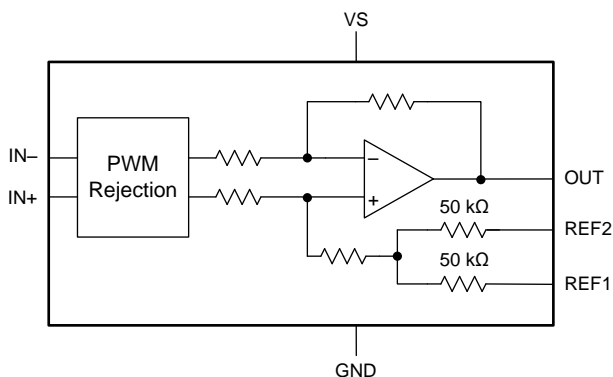 VS
IN–
IN+
PWM
Rejection
–
+
OUT
50 kΩ
REF2
50 kΩ
REF1
GND